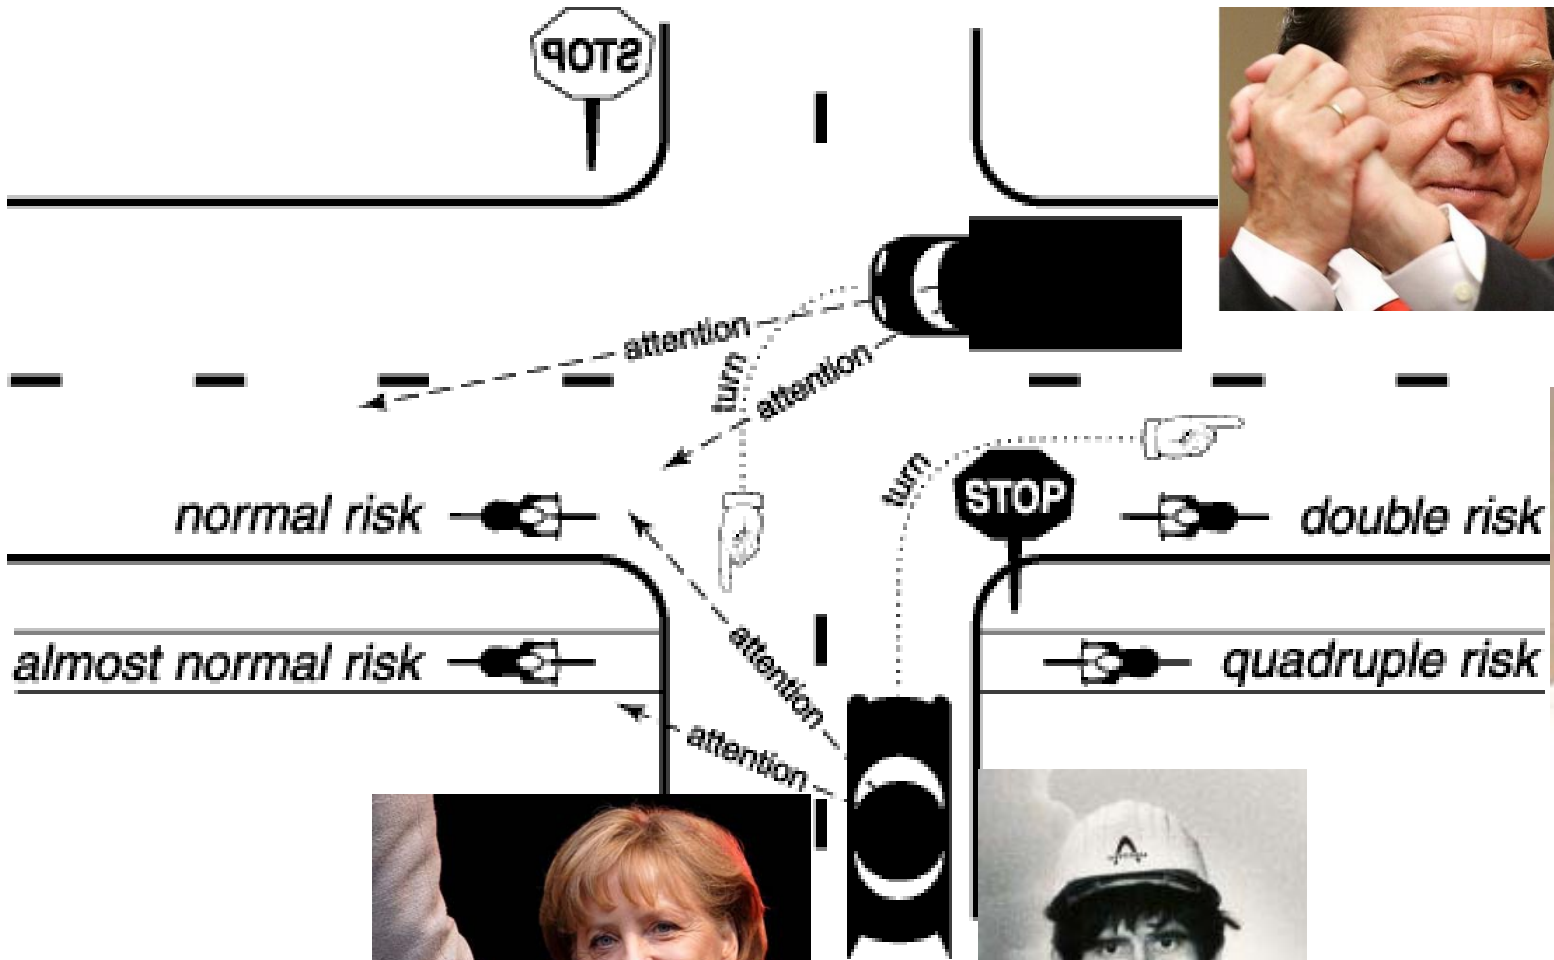 STOP
attention
turn
attention
turn
STOP
normal risk
double risk
attention
almost normal risk
quadruple risk
attention